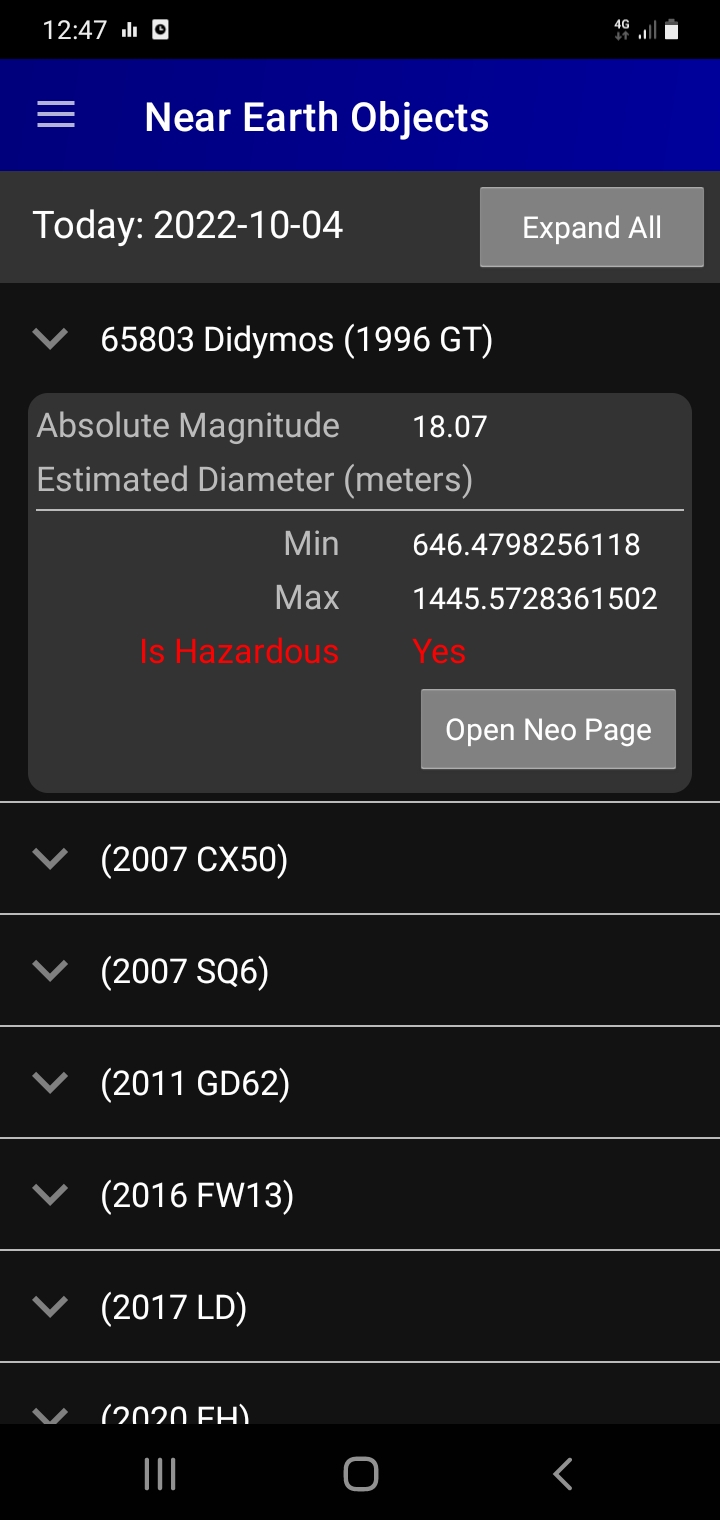 12:47 4G
Near Earth Objects
Today: 2022-10-04 Expand All
65803 Didymos (1996 GT)
Absolute Magnitude 18.07
Estimated Diameter (meters)
Min 646.4798256118
Max 1445.5728361502
Is Hazardous Yes
Open Neo Page
(2007 CX50)
(2007 SQ6)
(2011 GD62)
(2016 FW13)
(2017 LD)
(2020